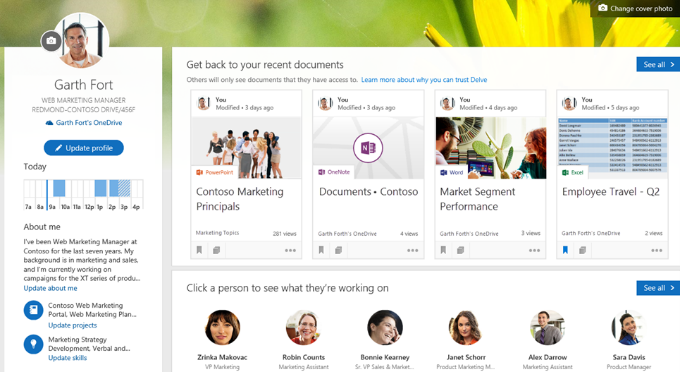 Change cover photo
Garth Fort
WEB MARKETING MANAGER
REDMOND-CONTOSO DRIVE/456F
Garth Fort's OneDrive
Update profile
Today
7a 8a 9a 10a 11a 12p 1p 2p 3p 4p
About me
I've been Web Marketing Manager at
Contoso for the last seven years. My
background is in marketing and sales,
and I'm currently working on
campaigns for the XT series of produ...
Update about me
Contoso Web Marketing
Portal, Web Marketing Plan...
Update projects
Marketing Strategy
Development, Verbal and...
Update skills
Get back to your recent documents
See all
Others will only see documents that they have access to. Learn more about why you can trust Delve
You
Modified • 3 days ago
PowerPoint
Contoso Marketing
Principals
Marketing Topics
281 views
You
Modified • 3 days ago
OneNote
Documents • Contoso
Garth Forth's OneDrive
4 views
You
Modified • 4 days ago
Word
Market Segment
Performance
Garth Forth's OneDrive
3 views
You
Modified • 5 days ago
Excel
Employee Travel - Q2
Garth Forth's OneDrive
2 views
Click a person to see what they're working on
See all
Zrinka Makovac
VP Marketing
Robin Counts
Marketing Assistant
Bonnie Kearney
Sr. VP Sales & Market...
Janet Schorr
Product Marketing M...
Alex Darrow
Marketing Assistant
Sara Davis
Product Manager